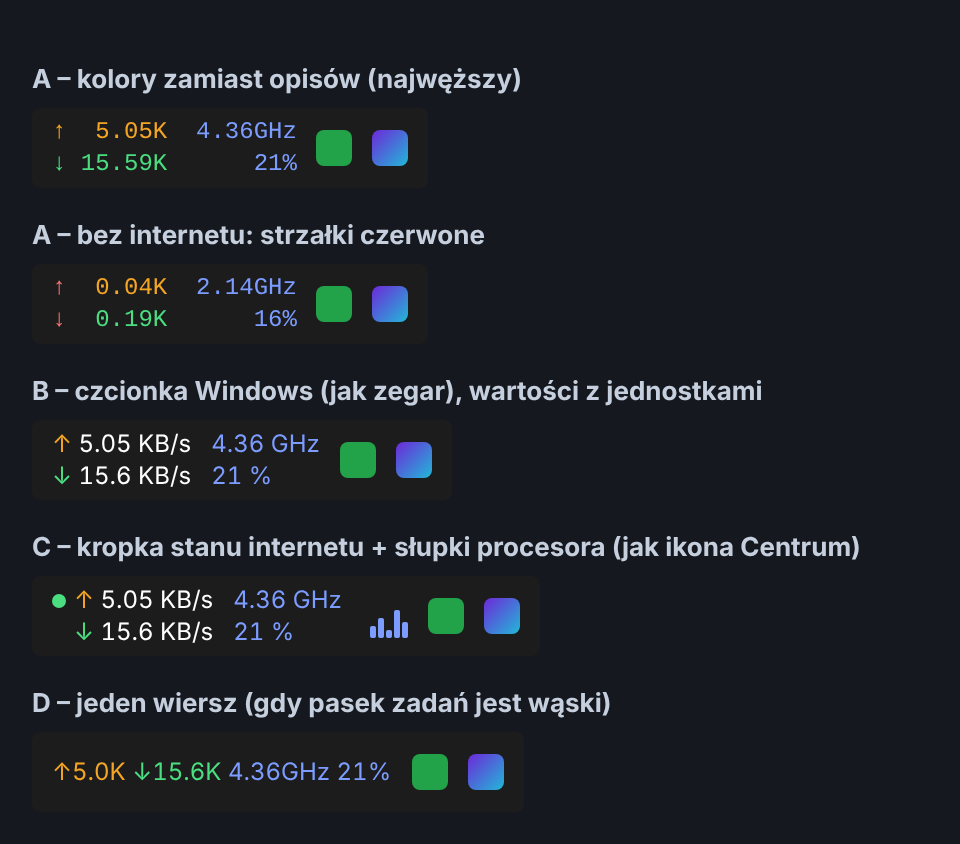 A – kolory zamiast opisów (najwęższy)
↑ 5.05K 4.36GHz
↓ 15.59K 21%
A – bez internetu: strzałki czerwone
↑ 0.04K 2.14GHz
↓ 0.19K 16%
B – czcionka Windows (jak zegar), wartości z jednostkami
↑ 5.05 KB/s 4.36 GHz
↓ 15.6 KB/s 21 %
C – kropka stanu internetu + słupki procesora (jak ikona Centrum)
↑ 5.05 KB/s 4.36 GHz
↓ 15.6 KB/s 21 %
D – jeden wiersz (gdy pasek zadań jest wąski)
↑5.0K ↓15.6K 4.36GHz 21%